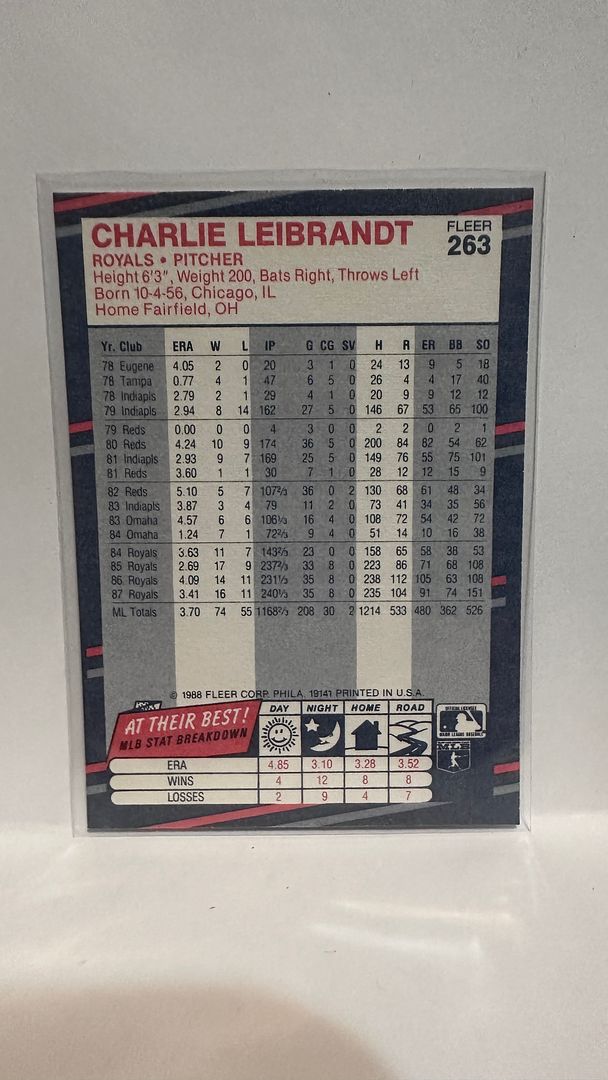 CHARLIE LEIBRANDT
FLEER
263
ROYALS • PITCHER
Height 6'3", Weight 200, Bats Right, Throws Left
Born 10-4-56, Chicago, IL
Home Fairfield, OH
Yr. Club ERA W L IP G CG SV H R ER BB SO
78 Eugene 4.05 2 0 20 3 1 0 24 13 9 5 18
78 Tampa 0.77 4 1 47 6 5 0 26 4 4 17 40
78 Indiapls 2.79 2 1 29 4 1 0 20 9 9 12 12
79 Indiapls 2.94 8 14 162 27 5 0 146 67 53 65 100
79 Reds 0.00 0 0 4 3 0 0 2 2 0 2 1
80 Reds 4.24 10 9 174 36 5 0 200 84 82 54 62
81 Indiapls 2.93 9 7 169 25 5 0 149 76 55 75 101
81 Reds 3.60 1 1 30 7 1 0 28 12 12 15 9
82 Reds 5.10 5 7 107⅔ 36 0 2 130 68 61 48 34
83 Indiapls 3.87 3 4 79 11 2 0 73 41 34 35 56
83 Omaha 4.57 6 6 106⅓ 16 4 0 108 72 54 42 72
84 Omaha 1.24 7 1 72⅔ 9 4 0 51 14 10 16 38
84 Royals 3.63 11 7 143⅔ 23 0 0 158 65 58 38 53
85 Royals 2.69 17 9 237⅔ 33 8 0 223 86 71 68 108
86 Royals 4.09 14 11 231⅓ 35 8 0 238 112 105 63 108
87 Royals 3.41 16 11 240⅓ 35 8 0 235 104 91 74 151
ML Totals 3.70 74 55 1168⅔ 208 30 2 1214 533 480 362 526
© 1988 FLEER CORP. PHILA. 19141 PRINTED IN U.S.A.
AT THEIR BEST!
MLB STAT BREAKDOWN
DAY NIGHT HOME ROAD
ERA 4.85 3.10 3.28 3.52
WINS 4 12 8 8
LOSSES 2 9 4 7
OFFICIAL LICENSEE
MAJOR LEAGUE BASEBALL